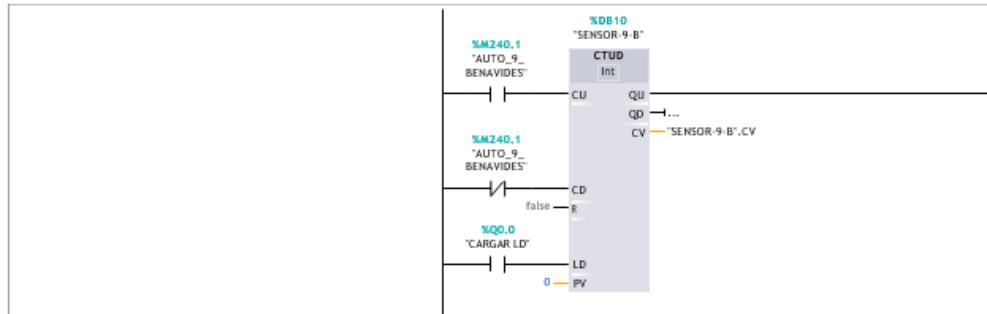 %DB10
"SENSOR-9-B"
%M240.1
"AUTO_9_
BENAVIDES"
CTUD
Int
CU QU
QD ...
CV "SENSOR-9-B".CV
%M240.1
"AUTO_9_
BENAVIDES"
CD
false R
%Q0.0
"CARGAR LD"
LD
0 PV